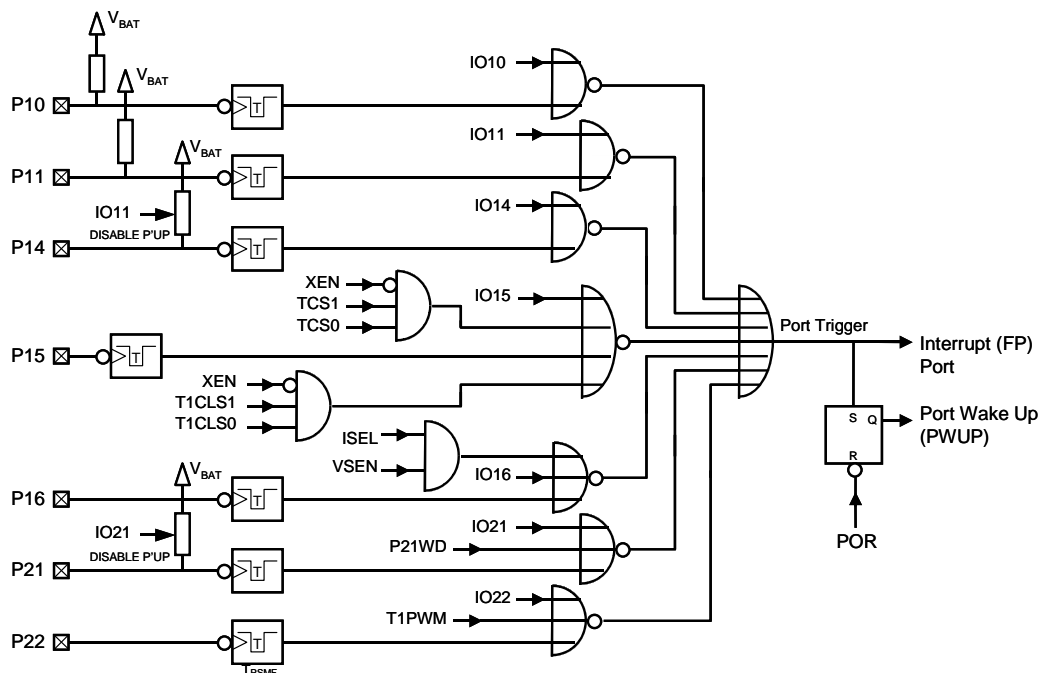 VBAT
VBAT
IO10
P10
T
IO11
VBAT
P11
T
IO11
DISABLE P'UP
IO14
P14
T
XEN
TCS1
TCS0
IO15
Port Trigger
Interrupt (FP)
Port
P15
T
XEN
T1CLS1
T1CLS0
S
Q
R
Port Wake Up
(PWUP)
ISEL
VSEN
VBAT
IO16
P16
T
IO21
DISABLE P'UP
IO21
P21WD
POR
P21
T
IO22
T1PWM
P22
T